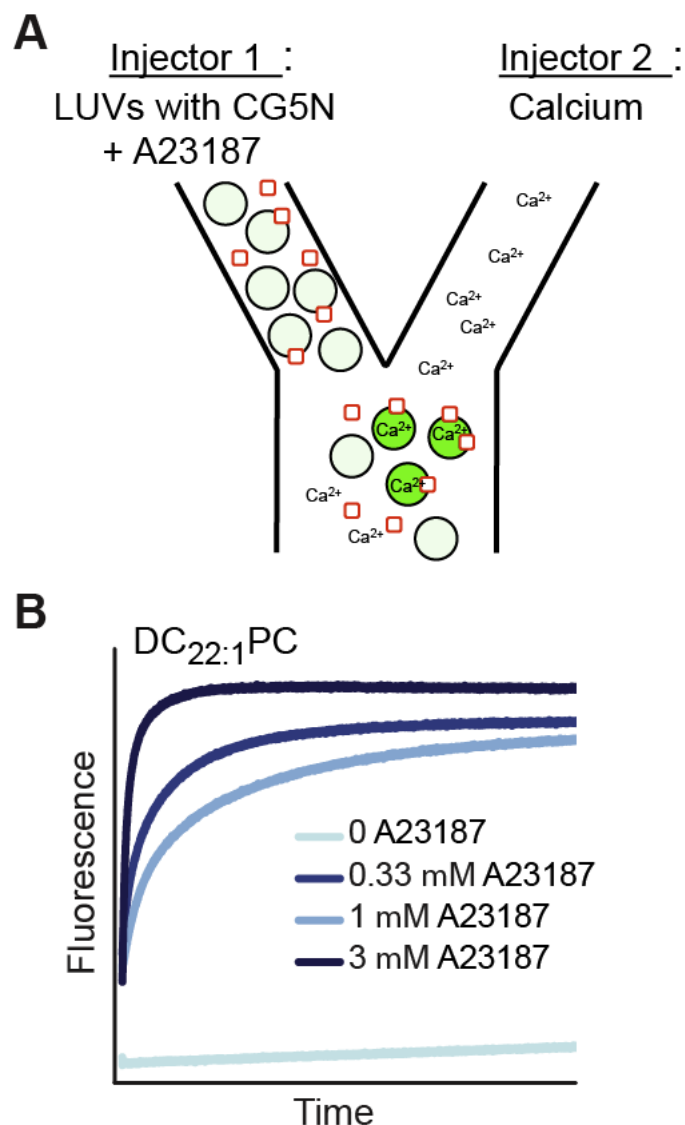 A
Injector 1 :
LUVs with CG5N
+ A23187
Injector 2 :
Calcium
Ca2+
Ca2+
Ca2+
Ca2+
Ca2+
Ca2+
Ca2+
Ca2+
Ca2+
Ca2+
B
DC22:1PC
Fluorescence
0 A23187
0.33 mM A23187
1 mM A23187
3 mM A23187
Time